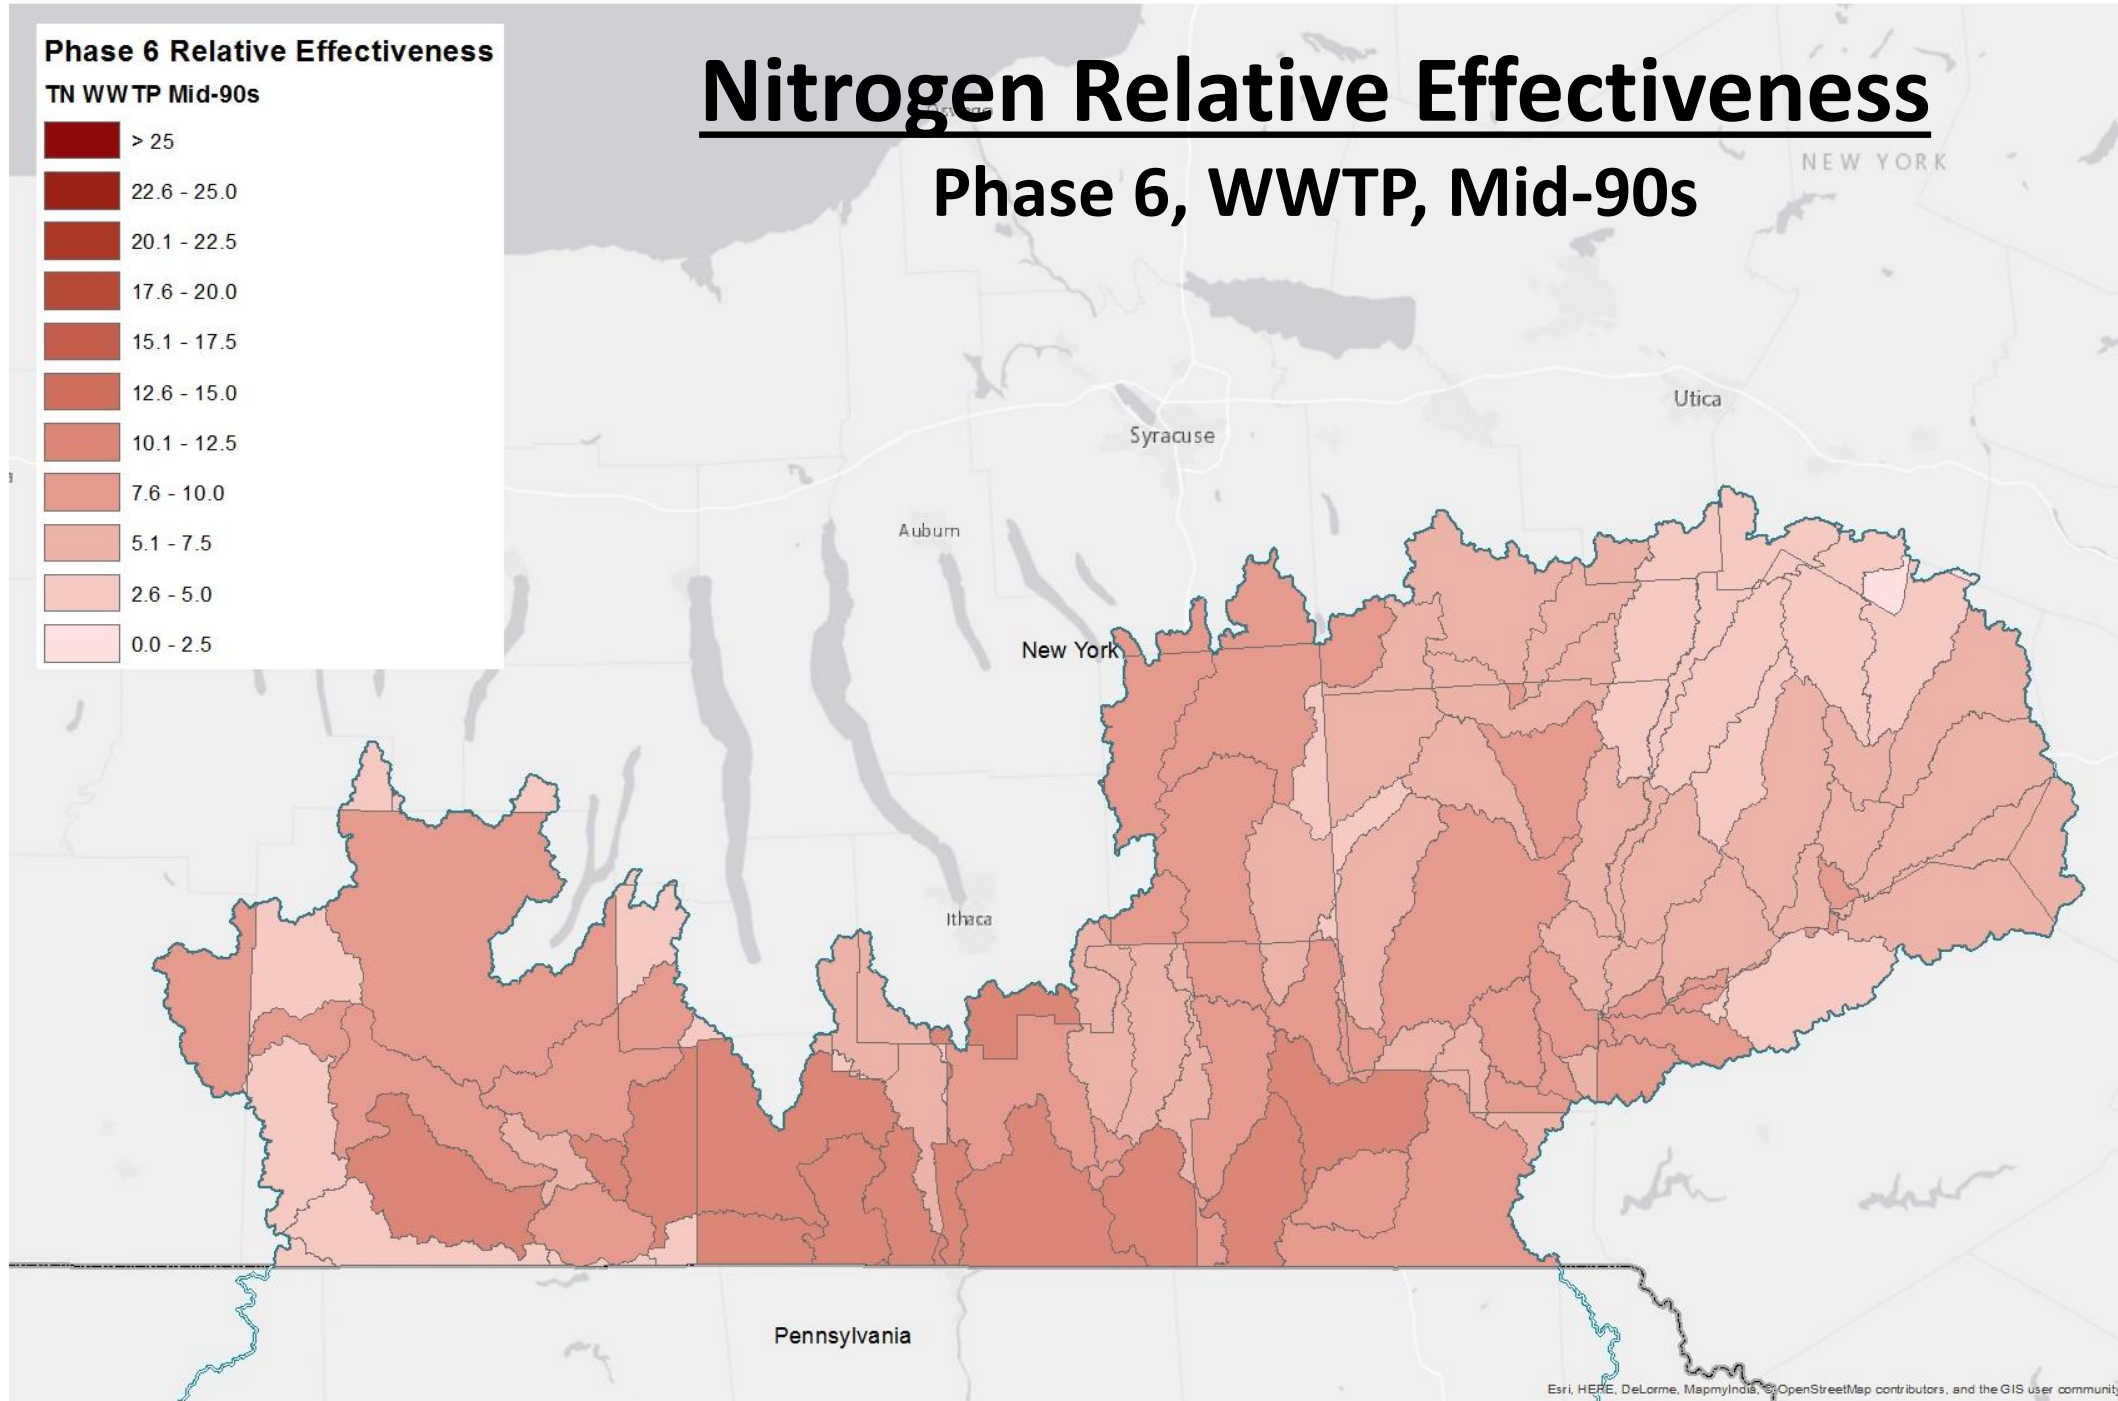 Phase 6 Relative Effectiveness
TN WWTP Mid-90s
> 25
22.6 - 25.0
20.1 - 22.5
17.6 - 20.0
15.1 - 17.5
12.6 - 15.0
10.1 - 12.5
7.6 - 10.0
5.1 - 7.5
2.6 - 5.0
0.0 - 2.5
Nitrogen Relative Effectiveness
Oswego
Phase 6, WWTP, Mid-90s
NEW YORK
Utica
Syracuse
Auburn
New York
Ithaca
Pennsylvania
Esri, HERE, DeLorme, MapmyIndia, © OpenStreetMap contributors, and the GIS user community